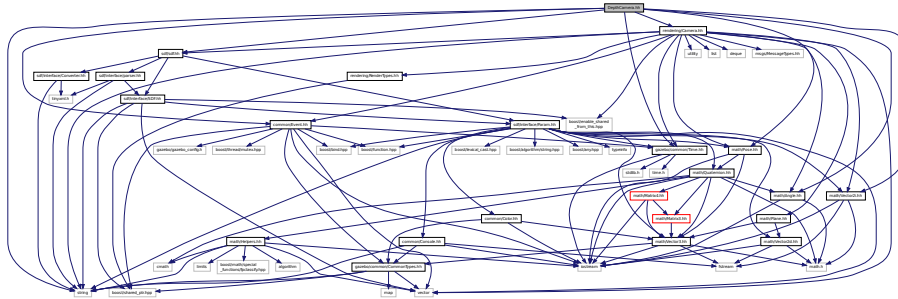 DepthCamera.hh
rendering/Camera.hh
sdf/sdf.hh
utility
list
deque
msgs/MessageTypes.hh
sdf/interface/Converter.hh
sdf/interface/parser.hh
rendering/RenderTypes.hh
tinyxml.h
sdf/interface/SDF.hh
boost/enable_shared
_from_this.hpp
common/Event.hh
sdf/interface/Param.hh
gazebo/gazebo_config.h
boost/thread/mutex.hpp
boost/bind.hpp
boost/function.hpp
boost/lexical_cast.hpp
boost/algorithm/string.hpp
boost/any.hpp
typeinfo
gazebo/common/Time.hh
math/Pose.hh
stdlib.h
time.h
math/Quaternion.hh
math/Matrix4.hh
math/Angle.hh
math/Vector2i.hh
common/Color.hh
math/Matrix3.hh
math/Plane.hh
math/Helpers.hh
common/Console.hh
math/Vector3.hh
math/Vector2d.hh
cmath
limits
boost/math/special
_functions/fpclassify.hpp
algorithm
gazebo/common/CommonTypes.hh
iostream
fstream
math.h
string
boost/shared_ptr.hpp
map
vector